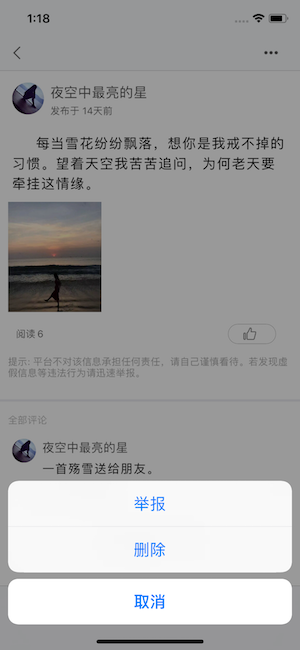 1:18
夜空中最亮的星
发布于 14天前
每当雪花纷纷飘落，想你是我戒不掉的
习惯。望着天空我苦苦追问，为何老天要
牵挂这情缘。
阅读 6
提示: 平台不对该信息承担任何责任，请自己谨慎看待。若发现虚
假信息等违法行为请迅速举报。
全部评论
夜空中最亮的星
一首殇雪送给朋友。
举报
删除
取消